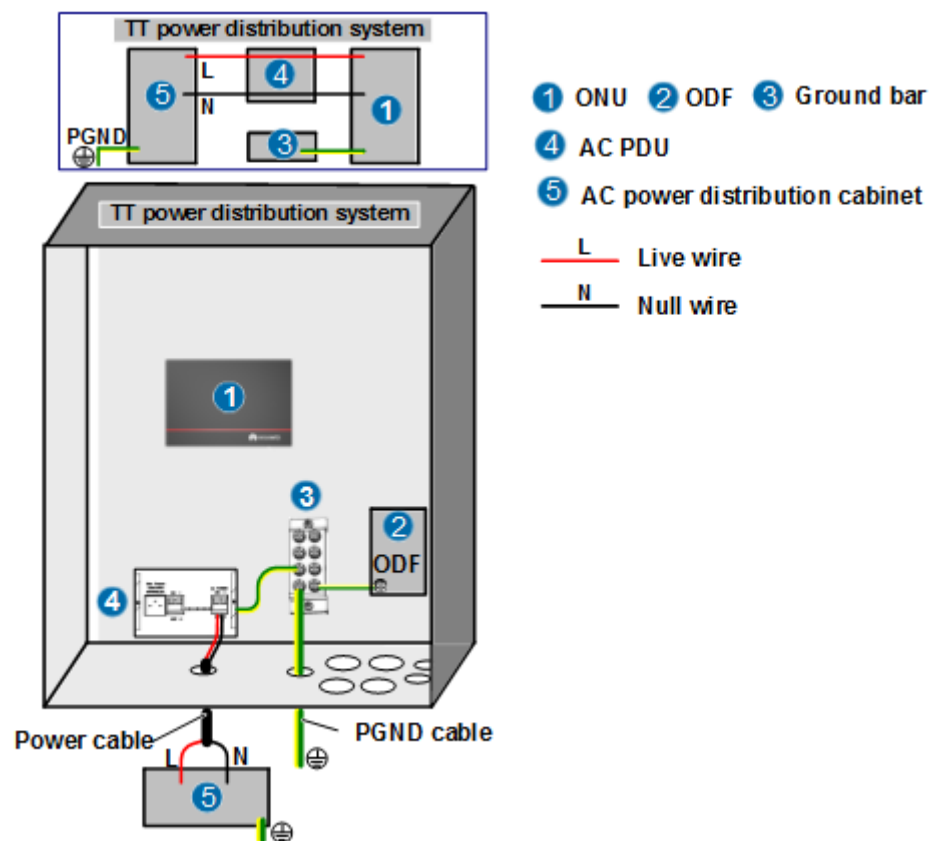 TT power distribution system
L
N
4
5
1
3
PGND
1 ONU 2 ODF 3 Ground bar
4 AC PDU
5 AC power distribution cabinet
L Live wire
N Null wire
TT power distribution system
1
3
2
ODF
4
Power cable
PGND cable
L
N
5